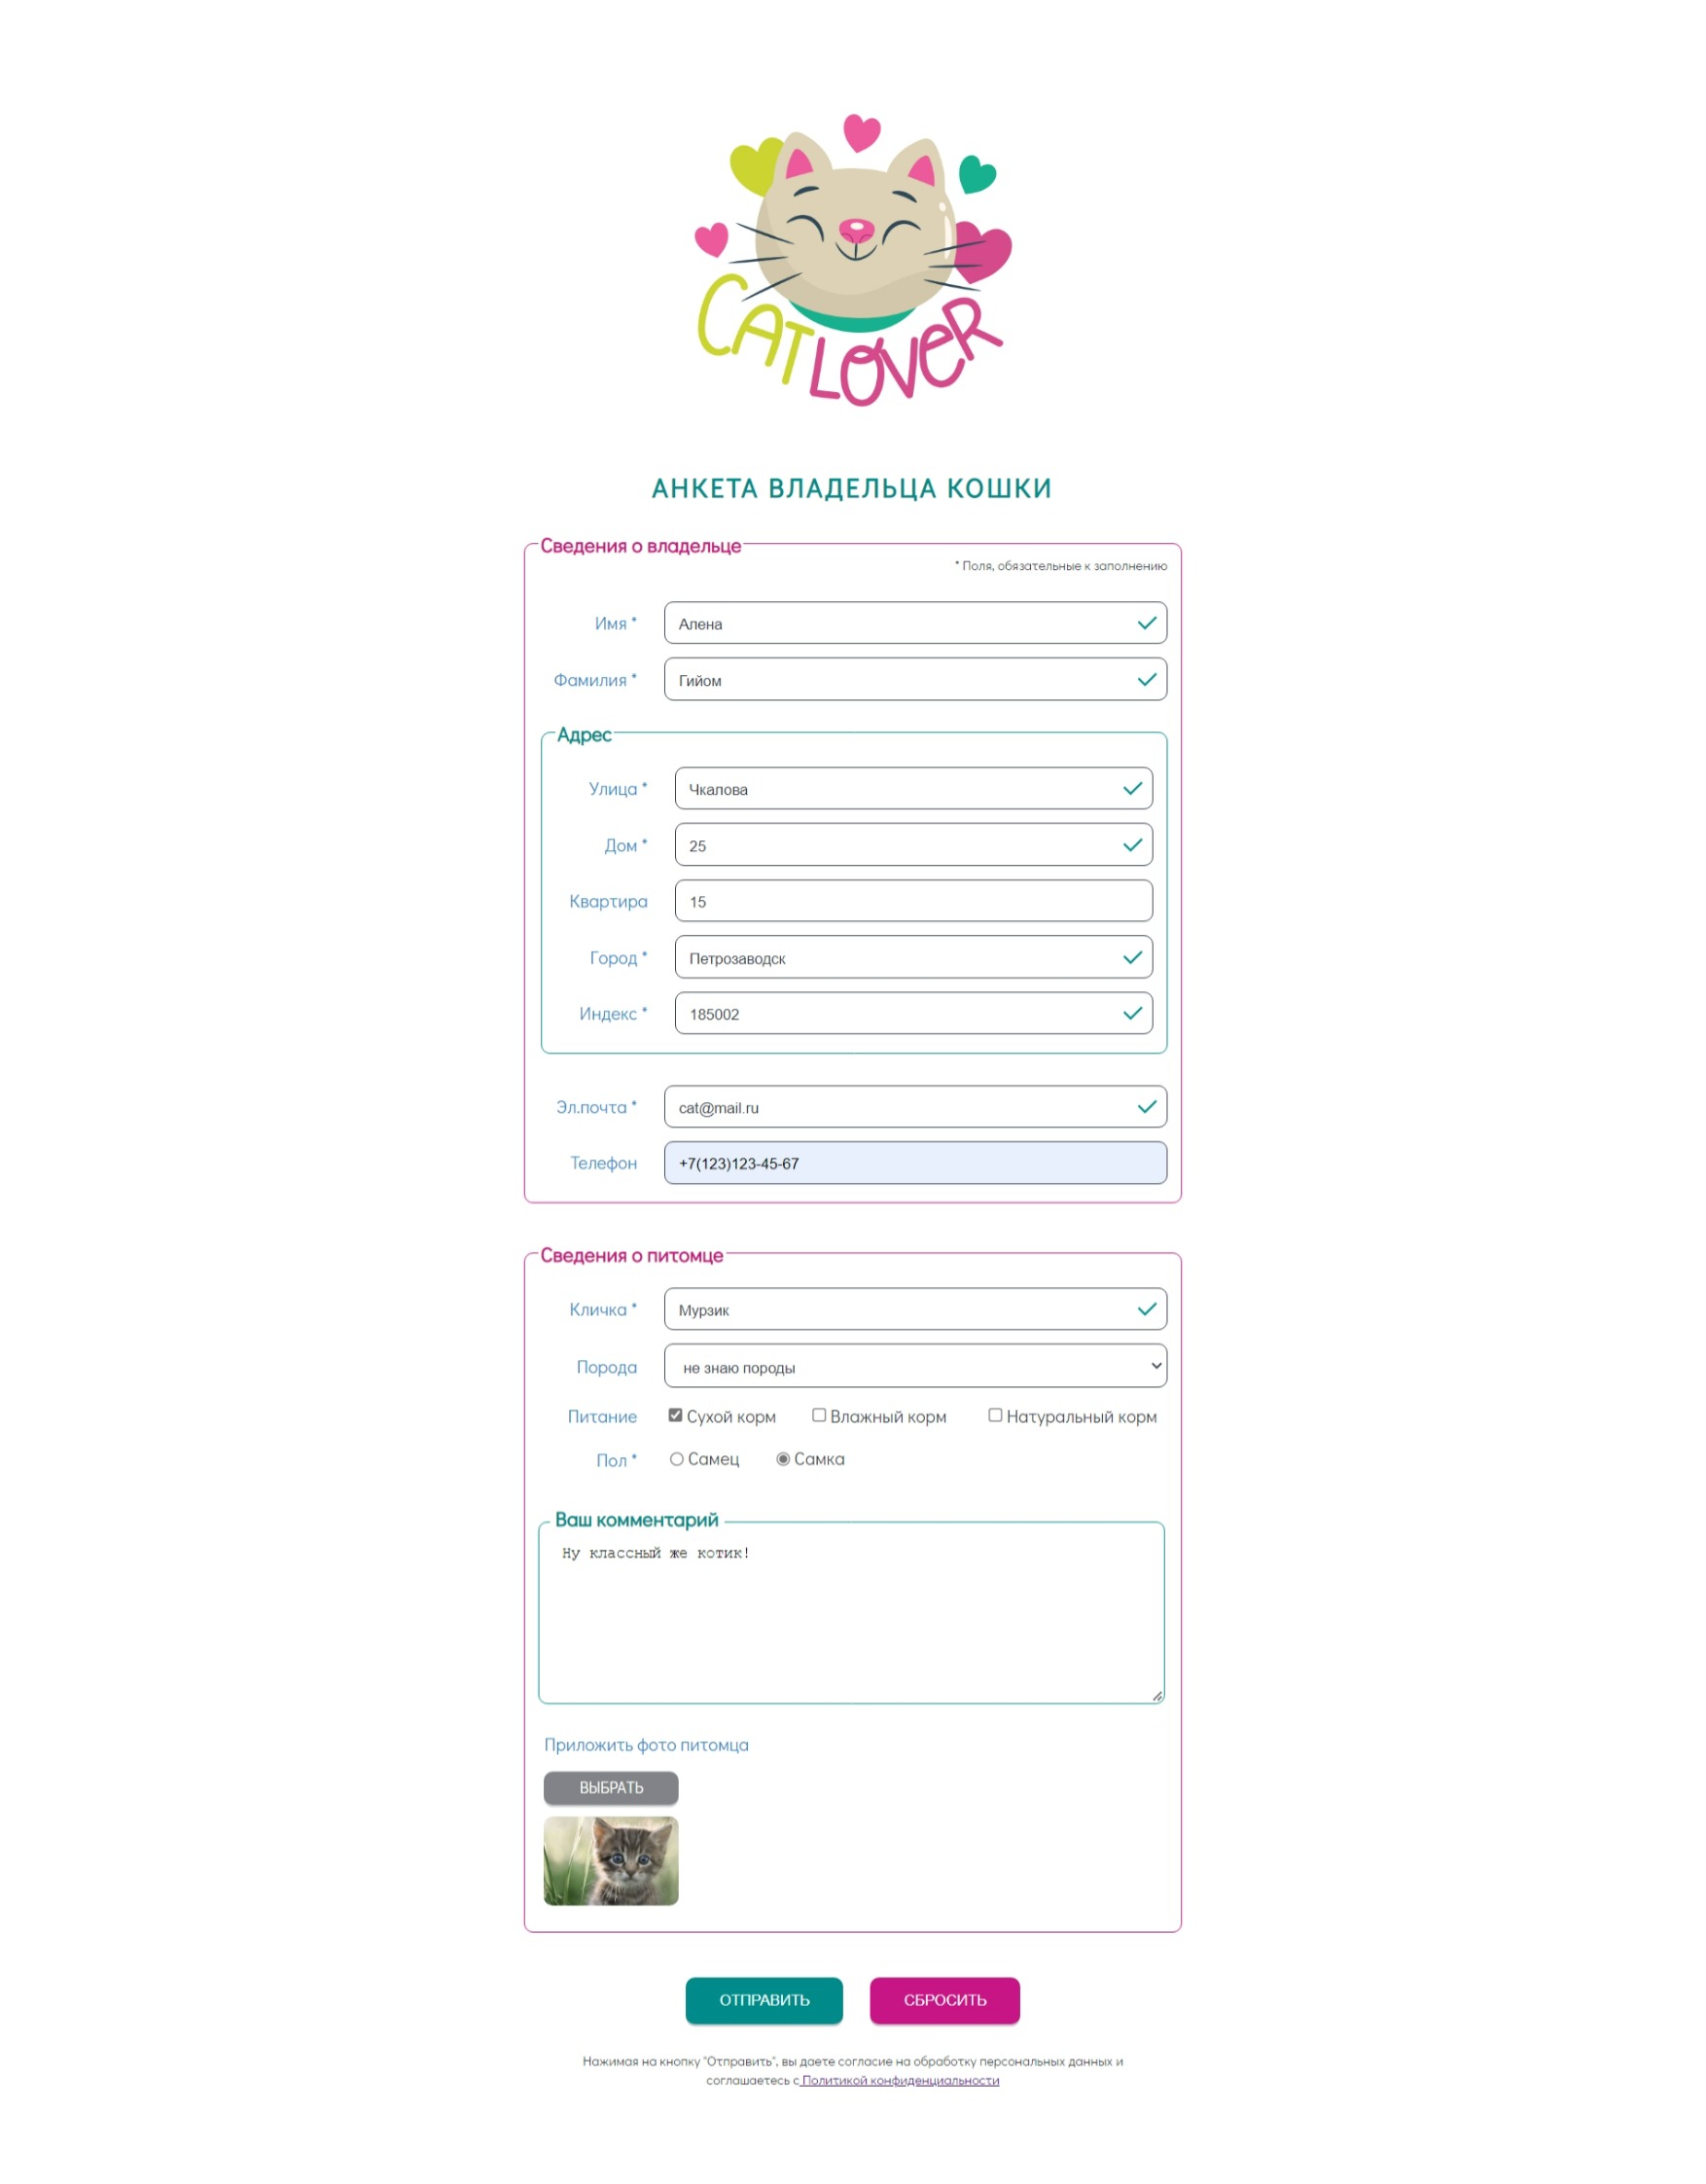 CATLOVER
АНКЕТА ВЛАДЕЛЬЦА КОШКИ
Сведения о владельце
* Поля, обязательные к заполнению
Имя * Алена
Фамилия * Гийом
Адрес
Улица * Чкалова
Дом * 25
Квартира 15
Город * Петрозаводск
Индекс * 185002
Эл.почта * cat@mail.ru
Телефон +7(123)123-45-67
Сведения о питомце
Кличка * Мурзик
Порода не знаю породы
Питание Сухой корм Влажный корм Натуральный корм
Пол * Самец Самка
Ваш комментарий
Ну классный же котик!
Приложить фото питомца
ВЫБРАТЬ
ОТПРАВИТЬ СБРОСИТЬ
Нажимая на кнопку "Отправить", вы даете согласие на обработку персональных данных и
соглашаетесь с Политикой конфиденциальности